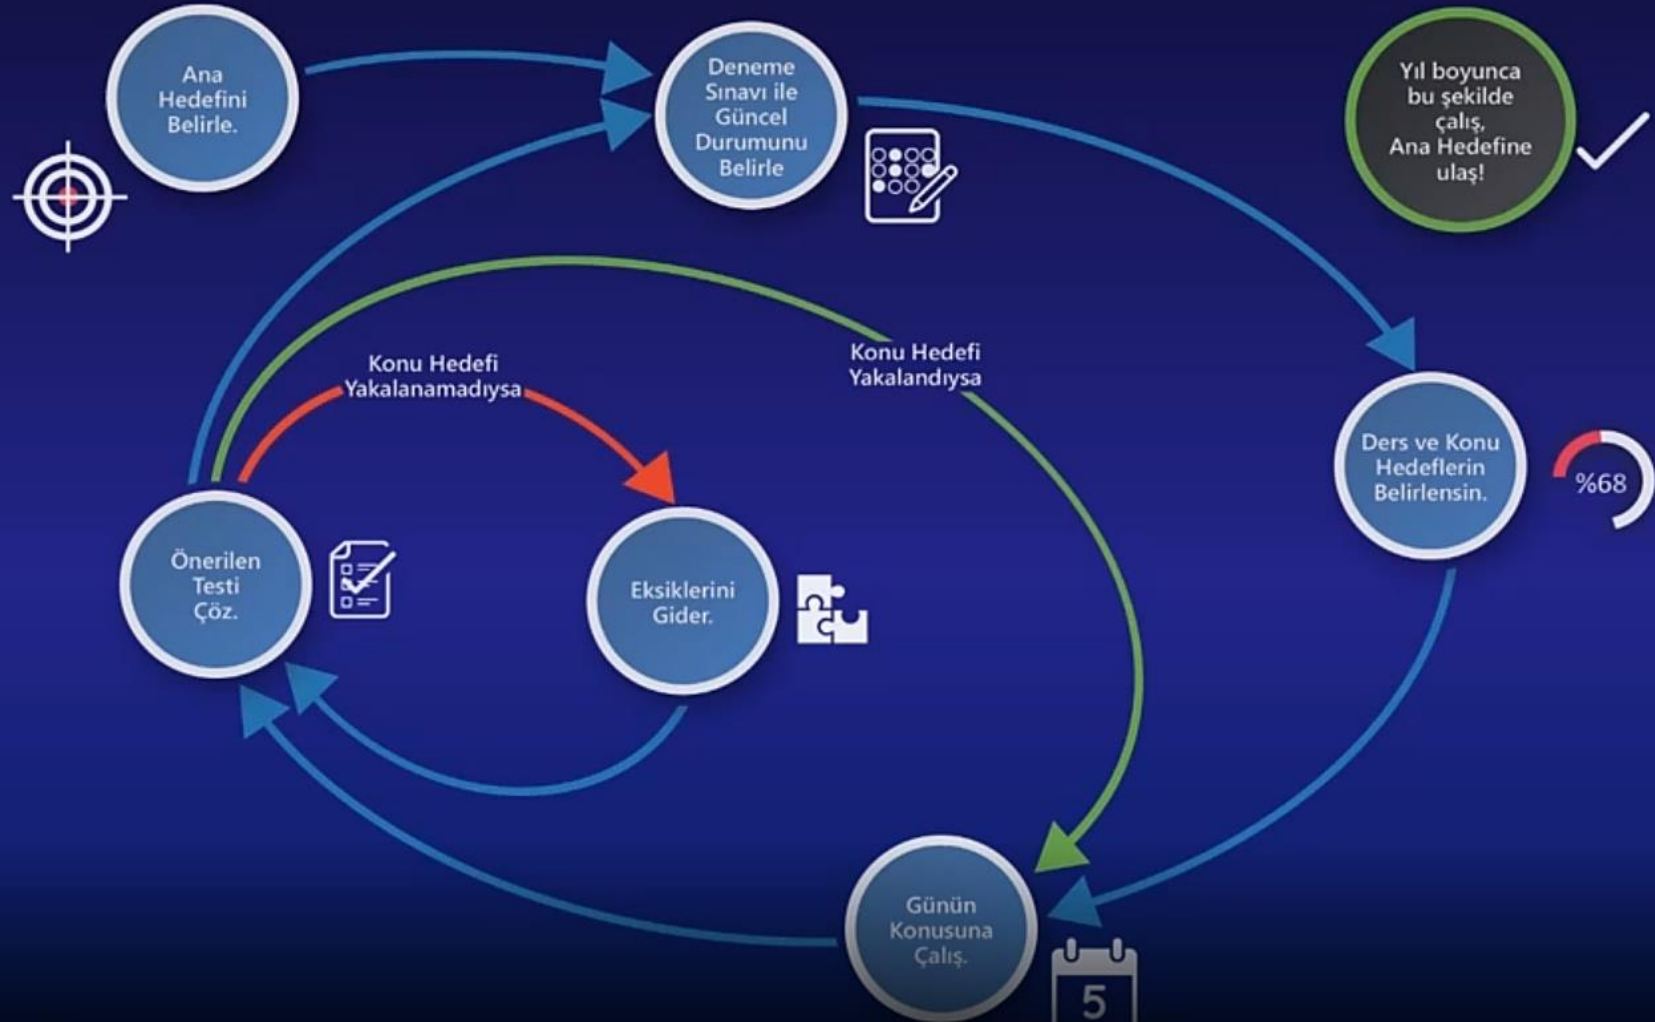 Ana
Hedefini
Belirle.
Deneme
Sınavı ile
Güncel
Durumunu
Belirle
Yıl boyunca
bu şekilde
çalış,
Ana Hedefine
ulaş!
Konu Hedefi
Yakalanamadıysa
Konu Hedefi
Yakalandıysa
Ders ve Konu
Hedeflerin
Belirlensin.
%68
Önerilen
Testi
Çöz.
Eksiklerini
Gider.
Günün
Konusuna
Çalış.
5